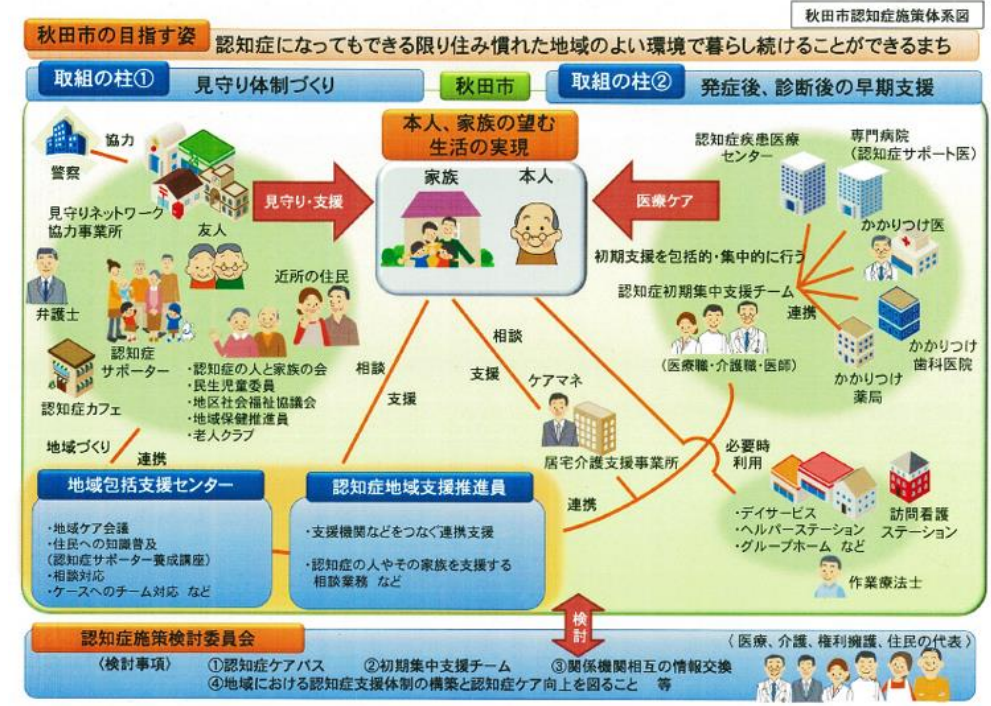 秋田市認知症施策体系図
秋田市の目指す姿
認知症になってもできる限り住み慣れた地域のよい環境で暮らし続けることができるまち
取組の柱①
見守り体制づくり
秋田市
取組の柱②
発症後、診断後の早期支援
本人、家族の望む
生活の実現
家族
本人
協力
警察
見守りネットワーク
協力事業所
友人
弁護士
近所の住民
認知症
サポーター
認知症カフェ
・認知症の人と家族の会
・民生児童委員
・地区社会福祉協議会
・地域保健推進員
・老人クラブ
見守り・支援
医療ケア
認知症疾患医療
センター
専門病院
(認知症サポート医)
かかりつけ医
初期支援を包括的・集中的に行う
認知症初期集中支援チーム
連携
(医療職・介護職・医師)
かかりつけ
歯科医院
かかりつけ
薬局
相談
支援
相談
支援
ケアマネ
居宅介護支援事業所
連携
必要時
利用
・デイサービス
・ヘルパーステーション
・グループホーム など
訪問看護
ステーション
作業療法士
地域づくり
連携
地域包括支援センター
・地域ケア会議
・住民への知識普及
(認知症サポーター養成講座)
・相談対応
・ケースへのチーム対応 など
認知症地域支援推進員
・支援機関などをつなぐ連携支援
・認知症の人やその家族を支援する
相談業務 など
検討
認知症施策検討委員会
〈検討事項〉 ①認知症ケアパス ②初期集中支援チーム ③関係機関相互の情報交換
④地域における認知症支援体制の構築と認知症ケア向上を図ること 等
〈医療、介護、権利擁護、住民の代表〉